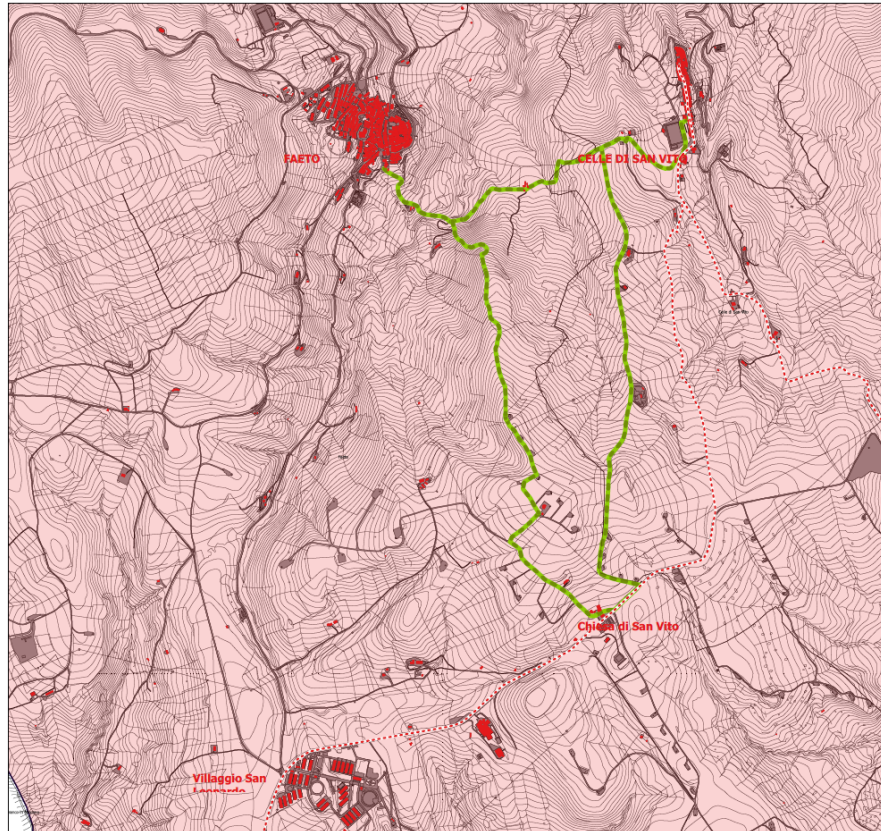 FAETO
CELLE DI SAN VITO
Chiesa di San Vito
Villaggio San
Leonardo